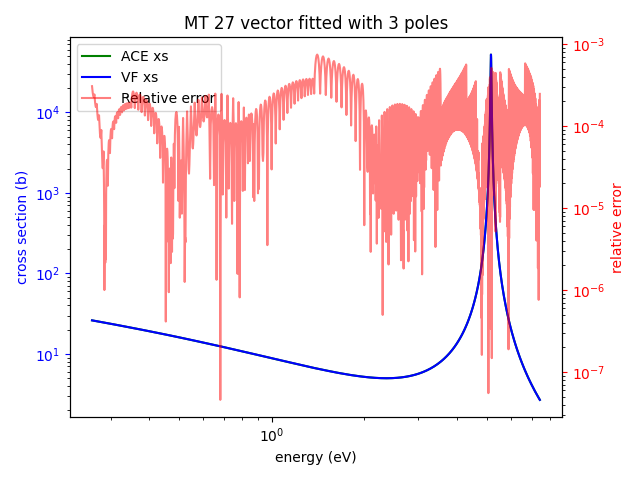 MT 27 vector fitted with 3 poles
ACE xs
VF xs
Relative error
cross section (b)
10^4
10^3
10^2
10^1
10^-3
10^-4
10^-5
10^-6
10^-7
relative error
10^0
energy (eV)